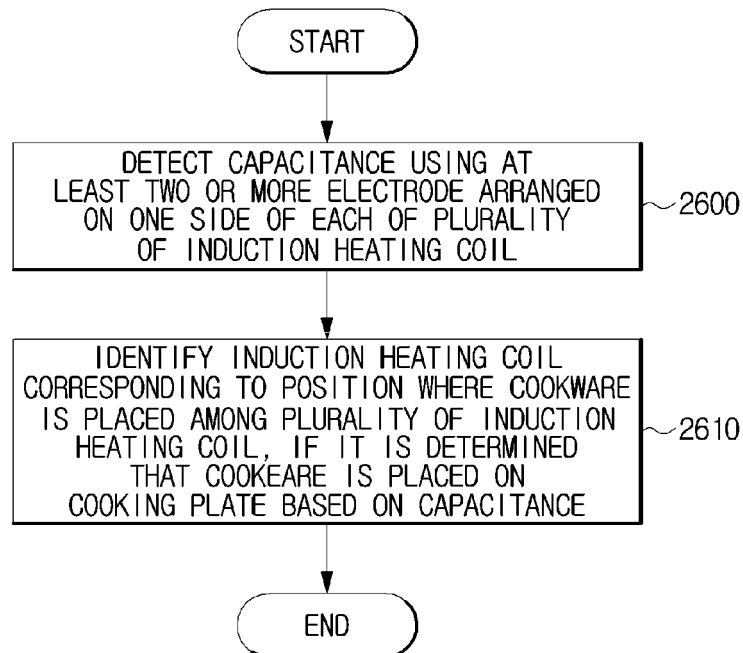 START
DETECT CAPACITANCE USING AT
LEAST TWO OR MORE ELECTRODE ARRANGED
ON ONE SIDE OF EACH OF PLURALITY
OF INDUCTION HEATING COIL
2600
IDENTIFY INDUCTION HEATING COIL
CORRESPONDING TO POSITION WHERE COOKWARE
IS PLACED AMONG PLURALITY OF INDUCTION
HEATING COIL, IF IT IS DETERMINED
THAT COOKEARE IS PLACED ON
COOKING PLATE BASED ON CAPACITANCE
2610
END